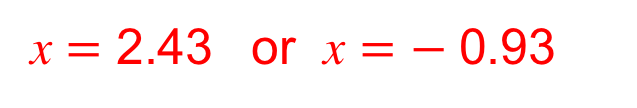 x = 2.43 or x = – 0.93